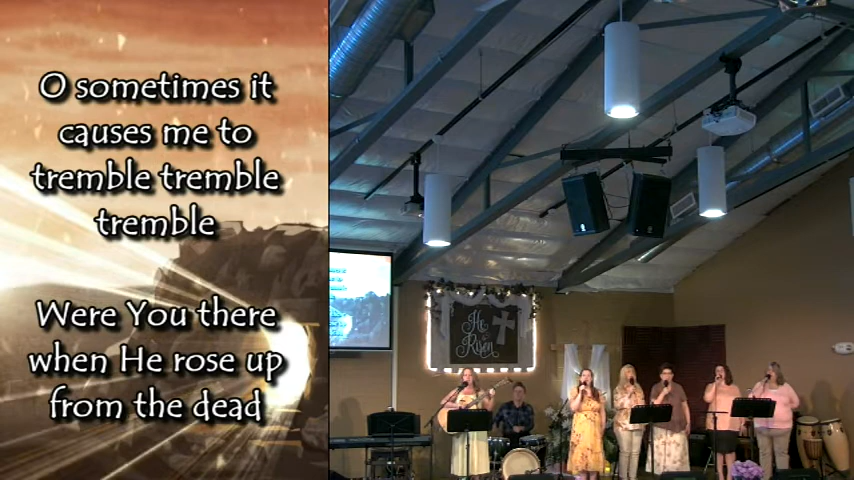 O sometimes it
causes me to
tremble tremble
tremble
Were You there
when He rose up
from the dead
He
is
Risen